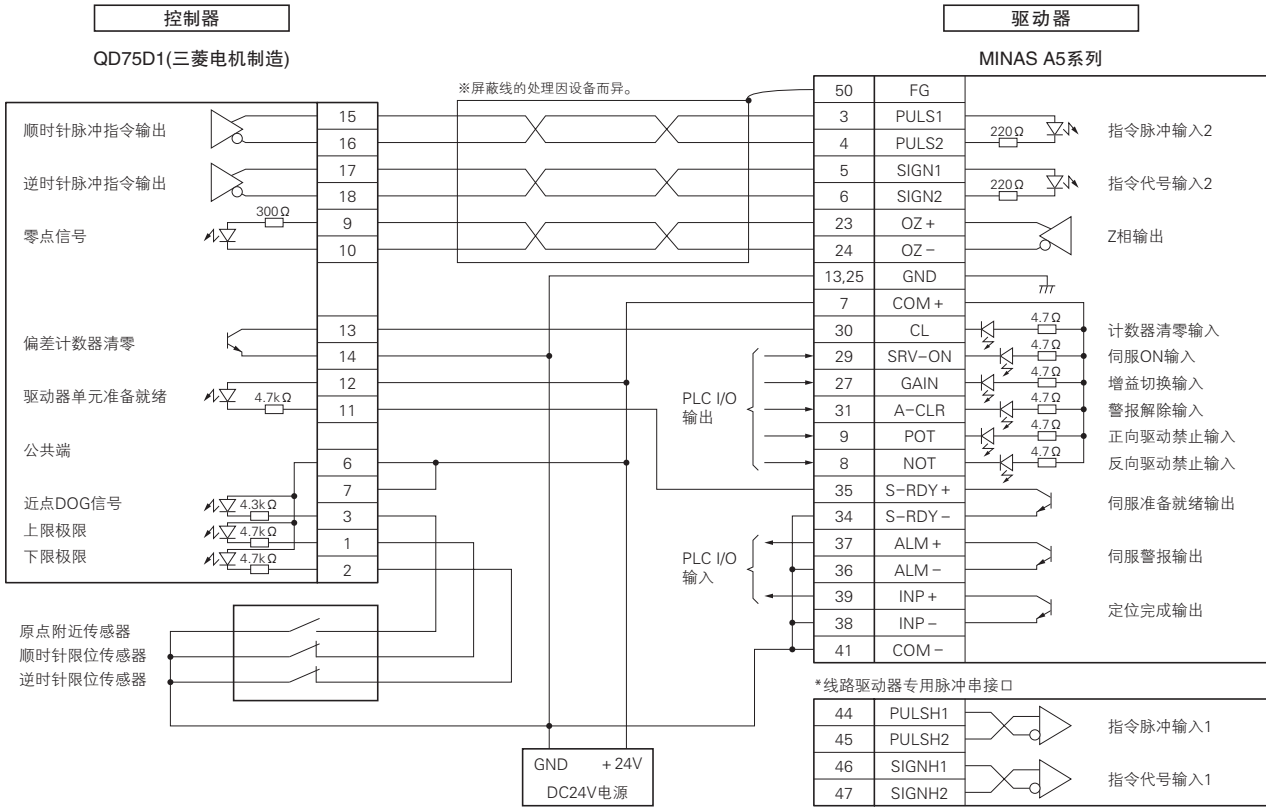 控制器
QD75D1(三菱电机制造)
顺时针脉冲指令输出
逆时针脉冲指令输出
零点信号
300Ω
偏差计数器清零
驱动器单元准备就绪
4.7kΩ
公共端
近点DOG信号
4.3kΩ
上限极限
4.7kΩ
下限极限
4.7kΩ
15
16
17
18
9
10
13
14
12
11
6
7
3
1
2
原点附近传感器
顺时针限位传感器
逆时针限位传感器
※屏蔽线的处理因设备而异。
PLC I/O
输出
PLC I/O
输入
GND +24V
DC24V电源
驱动器
MINAS A5系列
50 FG
3 PULS1
220Ω 指令脉冲输入2
4 PULS2
5 SIGN1
220Ω 指令代号输入2
6 SIGN2
23 OZ+
Z相输出
24 OZ-
13,25 GND
7 COM+
30 CL 4.7Ω 计数器清零输入
29 SRV-ON 4.7Ω 伺服ON输入
27 GAIN 4.7Ω 增益切换输入
31 A-CLR 4.7Ω 警报解除输入
9 POT 4.7Ω 正向驱动禁止输入
8 NOT 4.7Ω 反向驱动禁止输入
35 S-RDY+
伺服准备就绪输出
34 S-RDY-
37 ALM+
伺服警报输出
36 ALM-
39 INP+
定位完成输出
38 INP-
41 COM-
*线路驱动器专用脉冲串接口
44 PULSH1
指令脉冲输入1
45 PULSH2
46 SIGNH1
指令代号输入1
47 SIGNH2